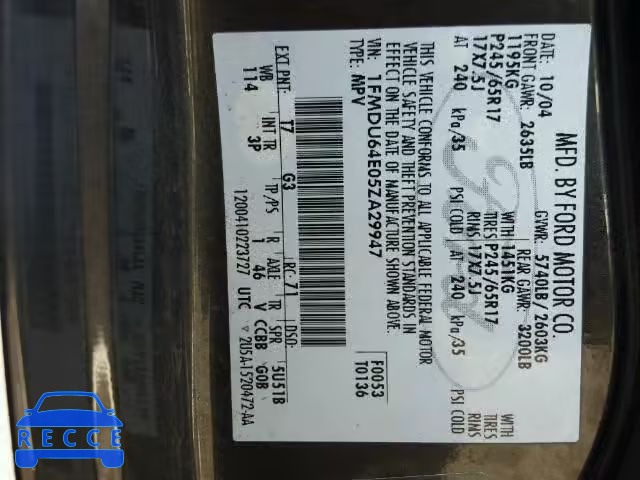 MFD. BY FORD MOTOR CO.
DATE: 10/04 GVWR: 5740LB/2603KG
FRONT GAWR: 2635LB REAR GAWR: 3200LB
1195KG WITH 1451KG WITH
P245/65R17 TIRES P245/65R17 TIRES
17X7.5J RIMS 17X7.5J RIMS
AT 240 kPa/35 PSI COLD AT 240 kPa/35 PSI COLD
THIS VEHICLE CONFORMS TO ALL APPLICABLE FEDERAL MOTOR
VEHICLE SAFETY AND THEFT PREVENTION STANDARDS IN
EFFECT ON THE DATE OF MANUFACTURE SHOWN ABOVE.
VIN: 1FMDU64E05ZA29947 F0053
TYPE: MPV T0136
EXT PNT: T7 G3 RC: 71 DSO:
WB INT TR TP/PS R AXLE TR SPR 5U51B
114 3P 1 46 V CCBB G0B
120041022​3727 UTC ▽ 2U5A-1520472-AA
RECCE